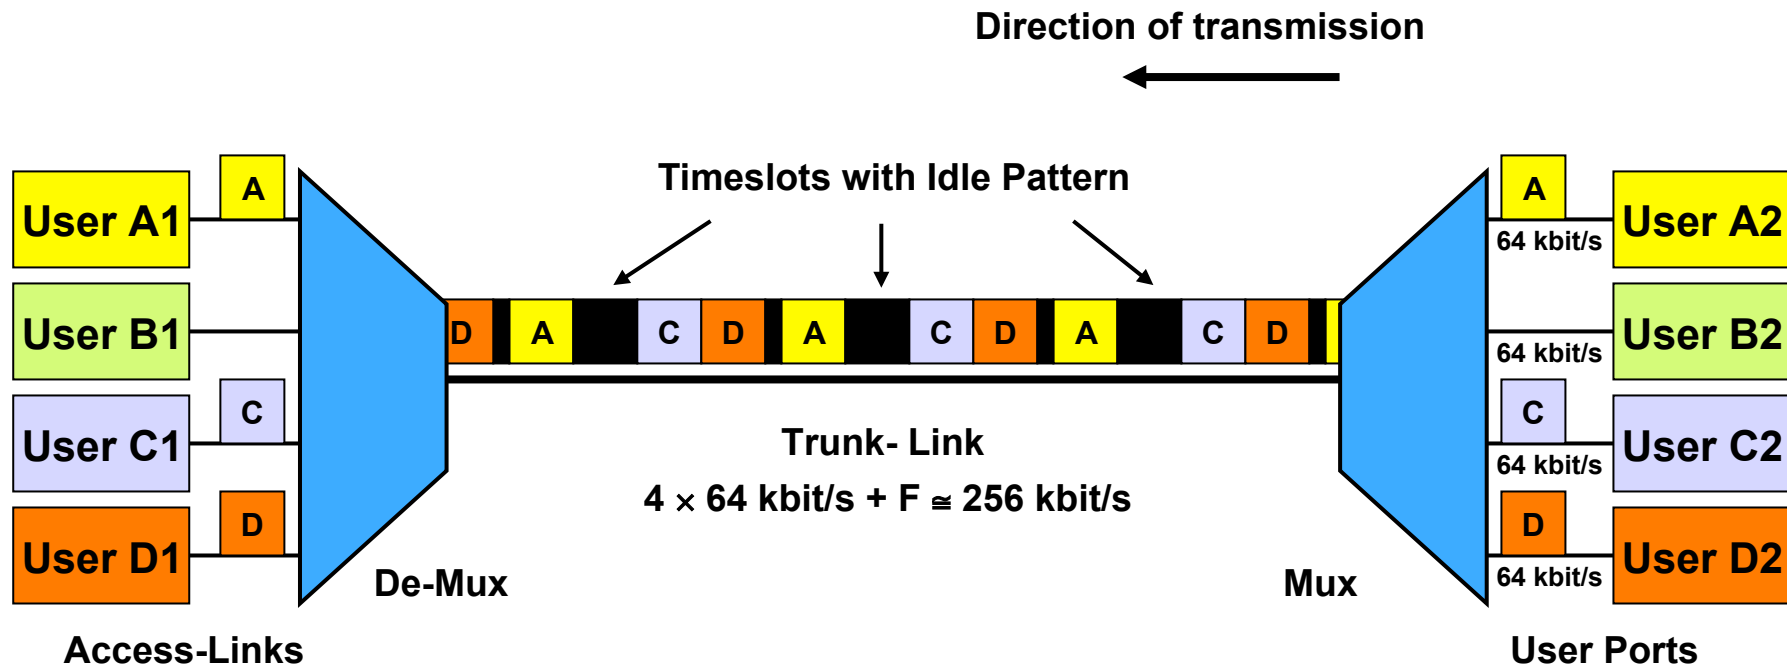 Direction of transmission
Timeslots with Idle Pattern
A
A
User A1
User A2
64 kbit/s
User B1
D A C D A C D A C D
User B2
64 kbit/s
C
C
User C1
Trunk- Link
User C2
64 kbit/s
4 × 64 kbit/s + F ≅ 256 kbit/s
D
D
User D1
User D2
De-Mux
Mux
64 kbit/s
Access-Links
User Ports